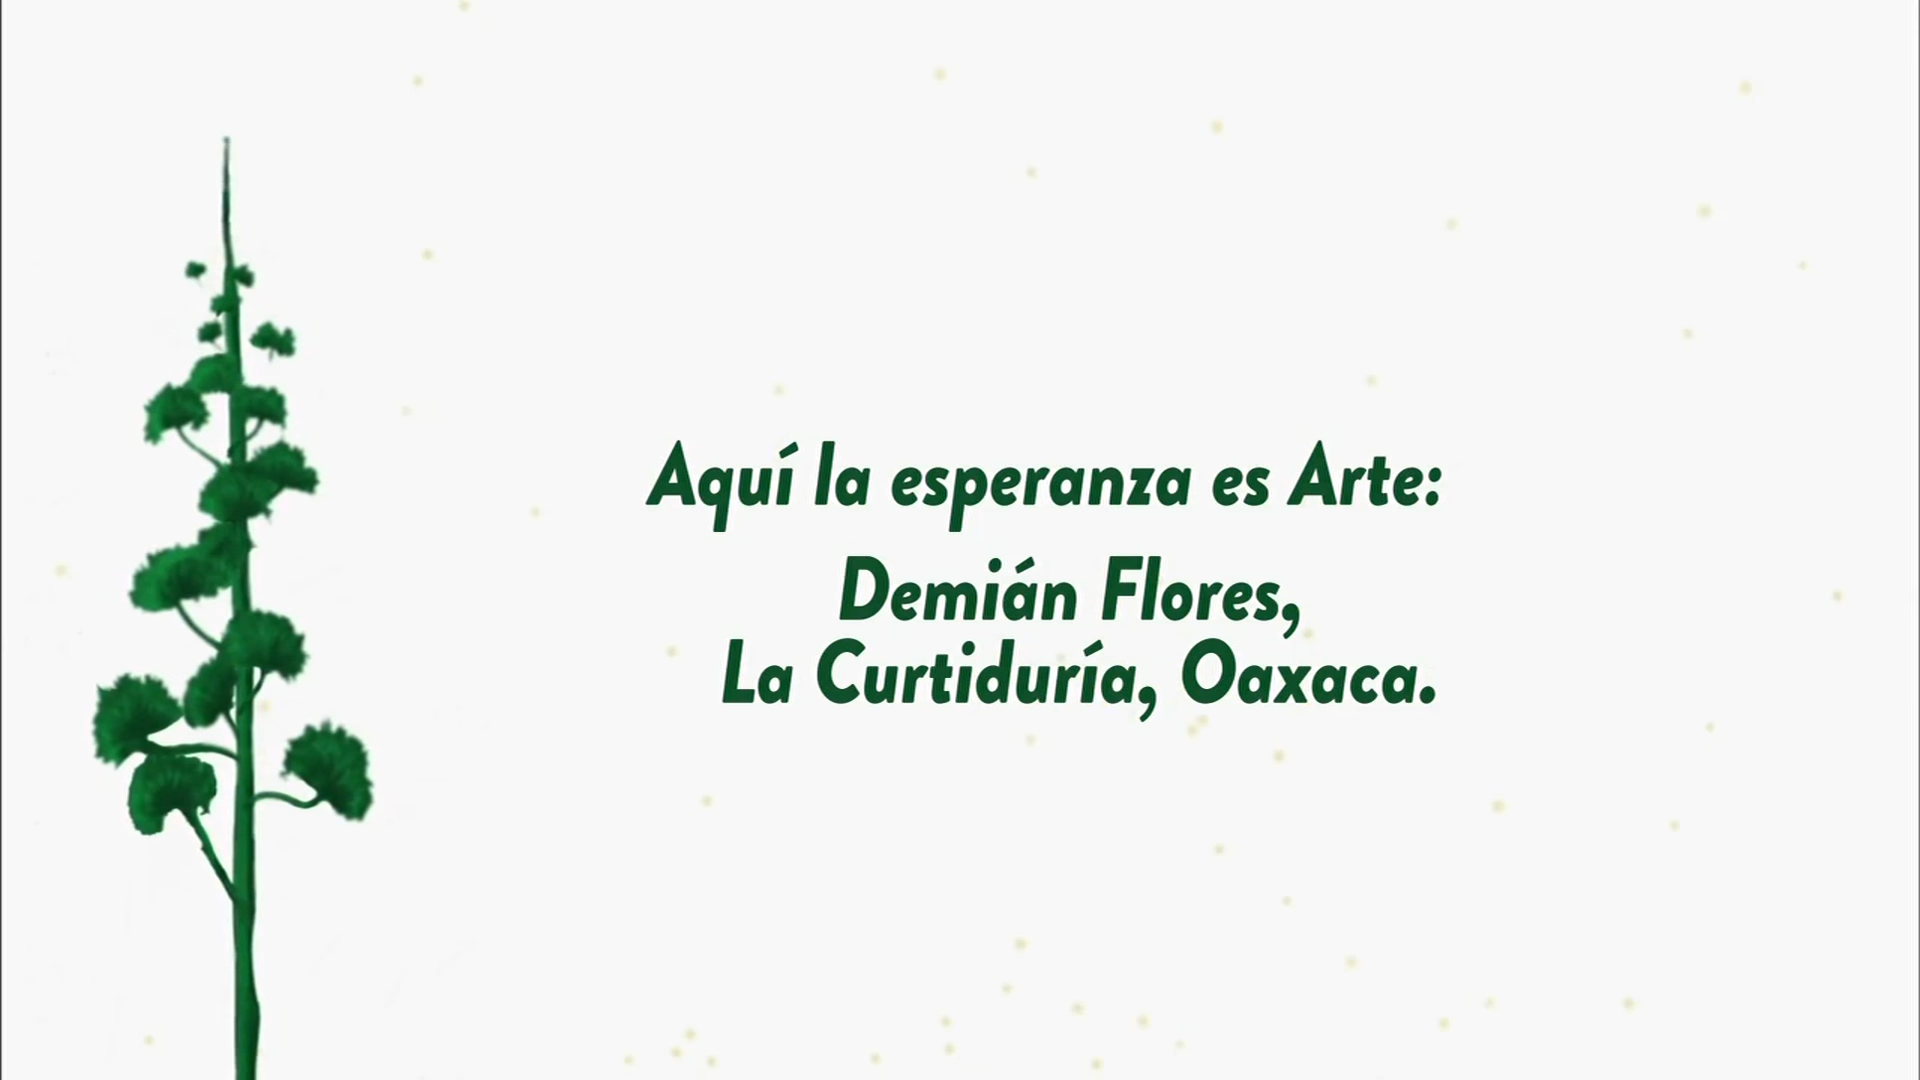 Aquí la esperanza es Arte:
Demián Flores,
La Curtiduría, Oaxaca.